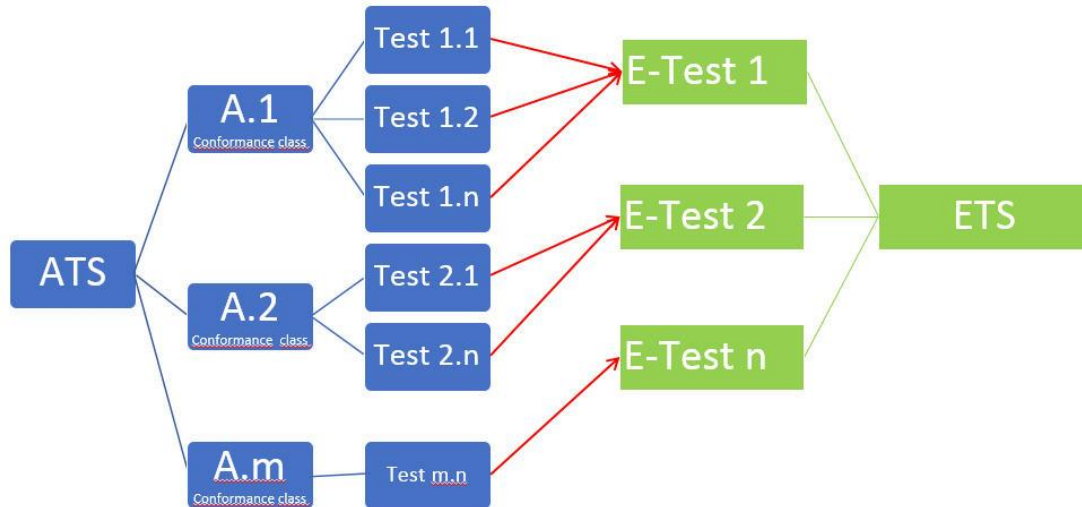 ATS
A.1
Conformance class
A.2
Conformance class
A.m
Conformance class
Test 1.1
Test 1.2
Test 1.n
Test 2.1
Test 2.n
Test m.n
E-Test 1
E-Test 2
E-Test n
ETS